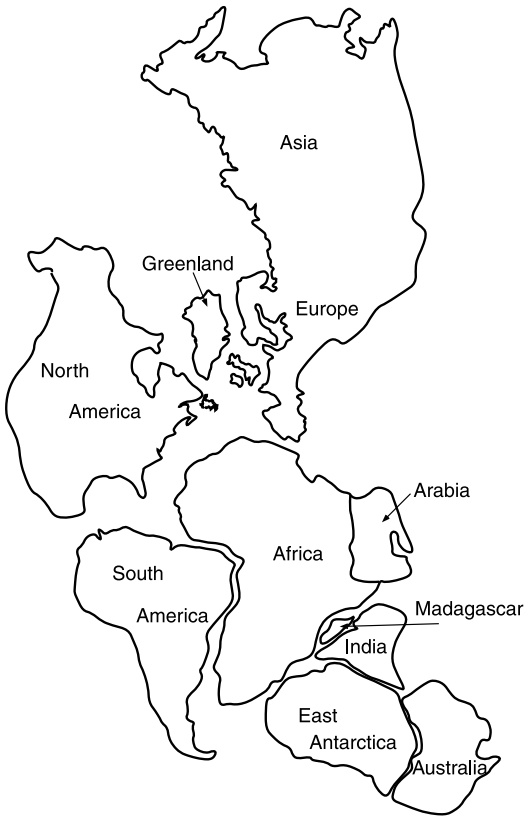 Asia
Greenland
Europe
North
America
Arabia
Africa
South
America
Madagascar
India
East
Antarctica
Australia